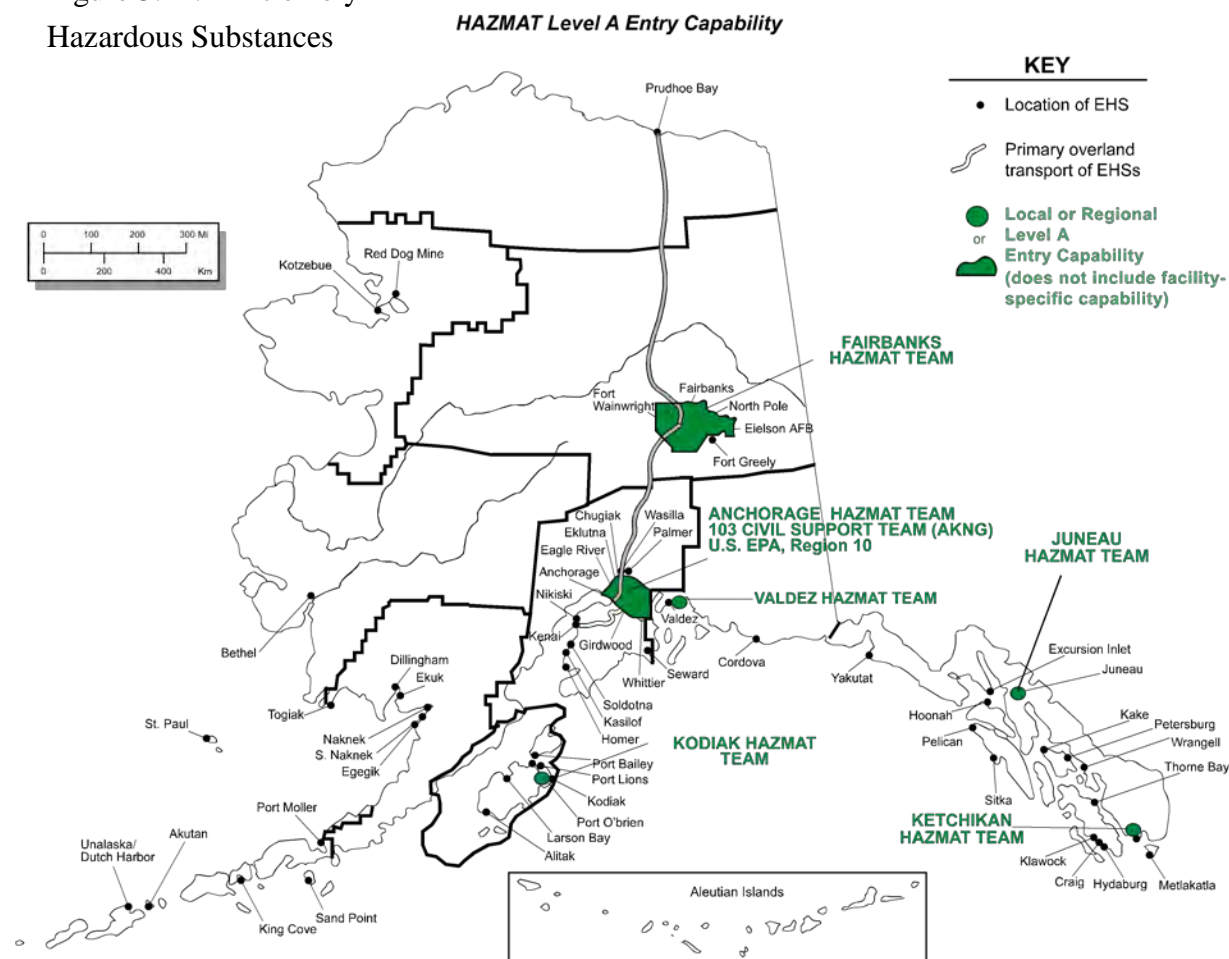 Hazardous Substances
HAZMAT Level A Entry Capability
KEY
Location of EHS
Primary overland
transport of EHSs
Local or Regional
or
Level A
Entry Capability
(does not include facility-
specific capability)
0 100 200 300 Mi
0 200 400 Km
Prudhoe Bay
Red Dog Mine
Kotzebue
FAIRBANKS
HAZMAT TEAM
Fort
Wainwright
Fairbanks
North Pole
Eielson AFB
Fort Greely
ANCHORAGE HAZMAT TEAM
103 CIVIL SUPPORT TEAM (AKNG)
U.S. EPA, Region 10
Chugiak
Wasilla
Eklutna
Palmer
Eagle River
Anchorage
Nikiski
Kenai
Girdwood
Whittier
Seward
Soldotna
Kasilof
Homer
VALDEZ HAZMAT TEAM
Valdez
Cordova
Yakutat
JUNEAU
HAZMAT TEAM
Excursion Inlet
Juneau
Hoonah
Pelican
Sitka
Kake
Petersburg
Wrangell
Thorne Bay
KETCHIKAN
HAZMAT TEAM
Klawock
Craig
Hydaburg
Metlakatla
Bethel
Dillingham
Ekuk
Togiak
Naknek
S. Naknek
Egegik
St. Paul
KODIAK HAZMAT
TEAM
Port Bailey
Port Lions
Kodiak
Port O'brien
Larson Bay
Alitak
Port Moller
Unalaska/
Dutch Harbor
Akutan
King Cove
Sand Point
Aleutian Islands